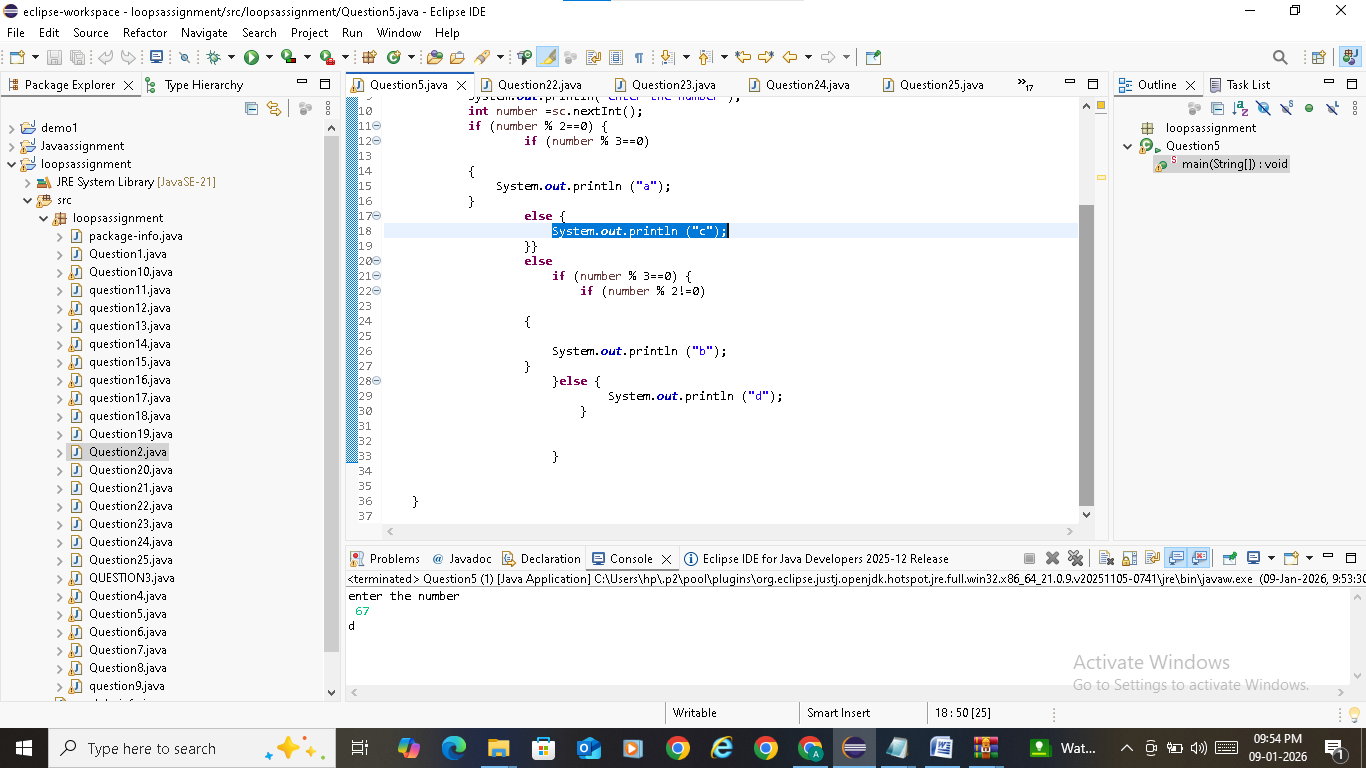 eclipse-workspace - loopsassignment/src/loopsassignment/Question5.java - Eclipse IDE
File Edit Source Refactor Navigate Search Project Run Window Help
Package Explorer Type Hierarchy
demo1
Javaassignment
loopsassignment
JRE System Library [JavaSE-21]
src
loopsassignment
package-info.java
Question1.java
Question10.java
question11.java
question12.java
question13.java
question14.java
question15.java
question16.java
question17.java
question18.java
Question19.java
Question2.java
Question20.java
Question21.java
Question22.java
Question23.java
Question24.java
Question25.java
QUESTION3.java
Question4.java
Question5.java
Question6.java
Question7.java
Question8.java
question9.java
Question5.java Question22.java Question23.java Question24.java Question25.java 17
9 System.out.println("enter the number");
10 int number =sc.nextInt();
11 if (number % 2==0) {
12 if (number % 3==0)
13
14 {
15 System.out.println ("a");
16 }
17 else {
18 System.out.println ("c");
19 }}
20 else
21 if (number % 3==0) {
22 if (number % 2!=0)
23
24 {
25
26 System.out.println ("b");
27 }
28 }else {
29 System.out.println ("d");
30 }
31
32
33 }
34
35
36 }
37
Outline Task List
loopsassignment
Question5
S main(String[]) : void
Problems @ Javadoc Declaration Console Eclipse IDE for Java Developers 2025-12 Release
<terminated> Question5 (1) [Java Application] C:\Users\hp\.p2\pool\plugins\org.eclipse.justj.openjdk.hotspot.jre.full.win32.x86_64_21.0.9.v20251105-0741\jre\bin\javaw.exe (09-Jan-2026, 9:53:30
enter the number
67
d
Activate Windows
Go to Settings to activate Windows.
Writable Smart Insert 18 : 50 [25]
Type here to search
Wat...
09:54 PM
09-01-2026
1